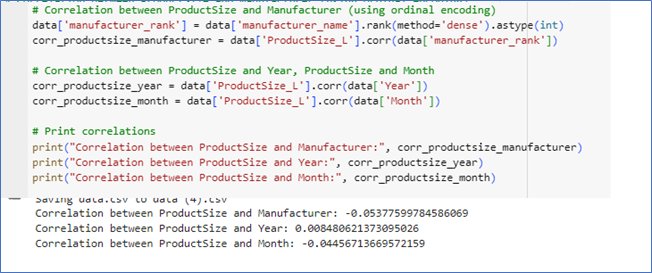 # Correlation between ProductSize and Manufacturer (using ordinal encoding)
data['manufacturer_rank'] = data['manufacturer_name'].rank(method='dense').astype(int)
corr_productsize_manufacturer = data['ProductSize_L'].corr(data['manufacturer_rank'])
# Correlation between ProductSize and Year, ProductSize and Month
corr_productsize_year = data['ProductSize_L'].corr(data['Year'])
corr_productsize_month = data['ProductSize_L'].corr(data['Month'])
# Print correlations
print("Correlation between ProductSize and Manufacturer:", corr_productsize_manufacturer)
print("Correlation between ProductSize and Year:", corr_productsize_year)
print("Correlation between ProductSize and Month:", corr_productsize_month)
Saving data.csv to data (4).csv
Correlation between ProductSize and Manufacturer: -0.05377599784586069
Correlation between ProductSize and Year: 0.008480621373095026
Correlation between ProductSize and Month: -0.04456713669572159